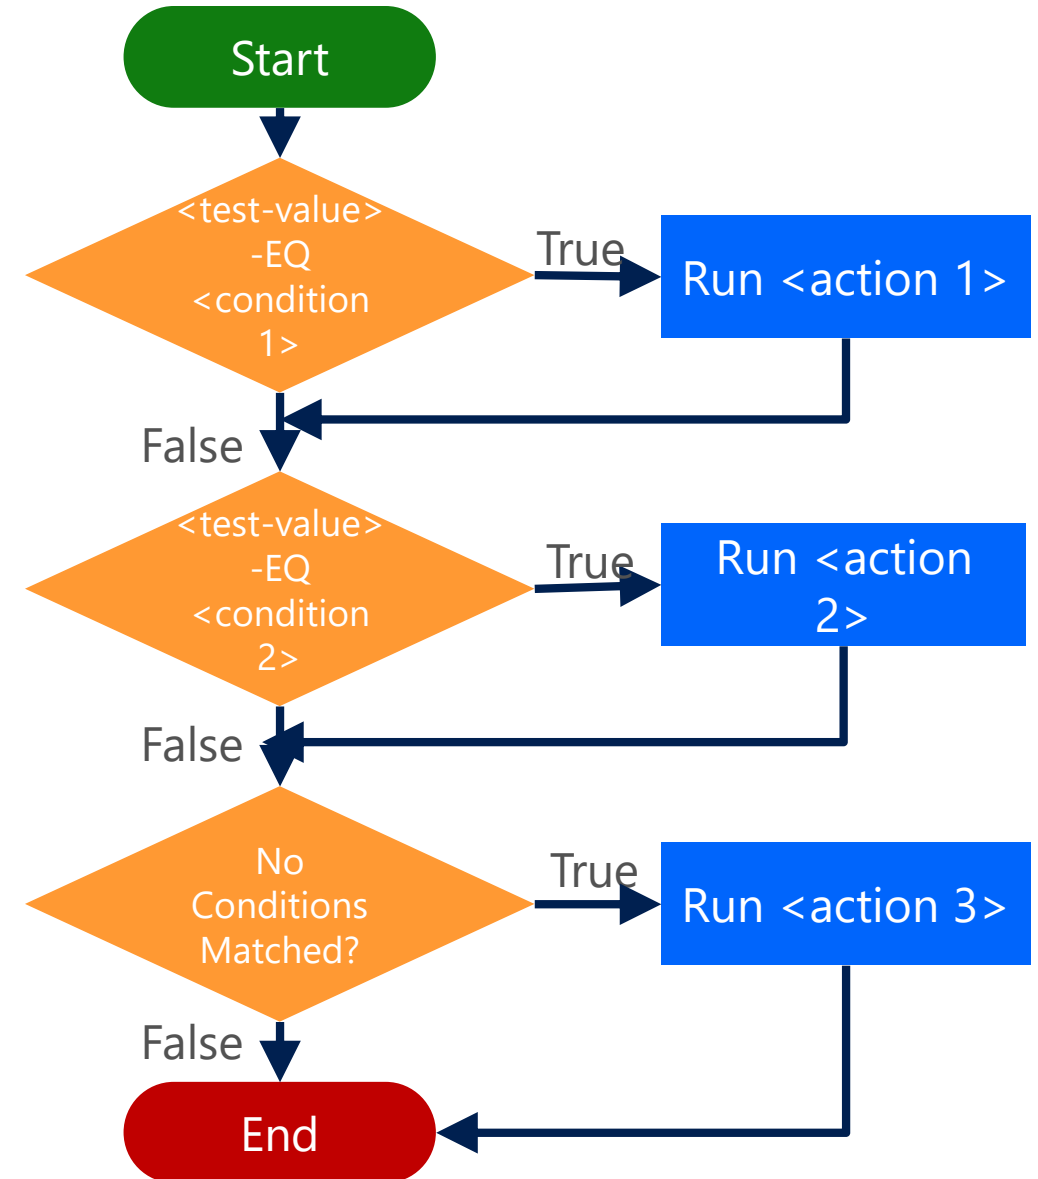 Start
<test-value>
-EQ
<condition
1>
True
Run <action 1>
False
<test-value>
-EQ
<condition
2>
True
Run <action
2>
False
No
Conditions
Matched?
True
Run <action 3>
False
End